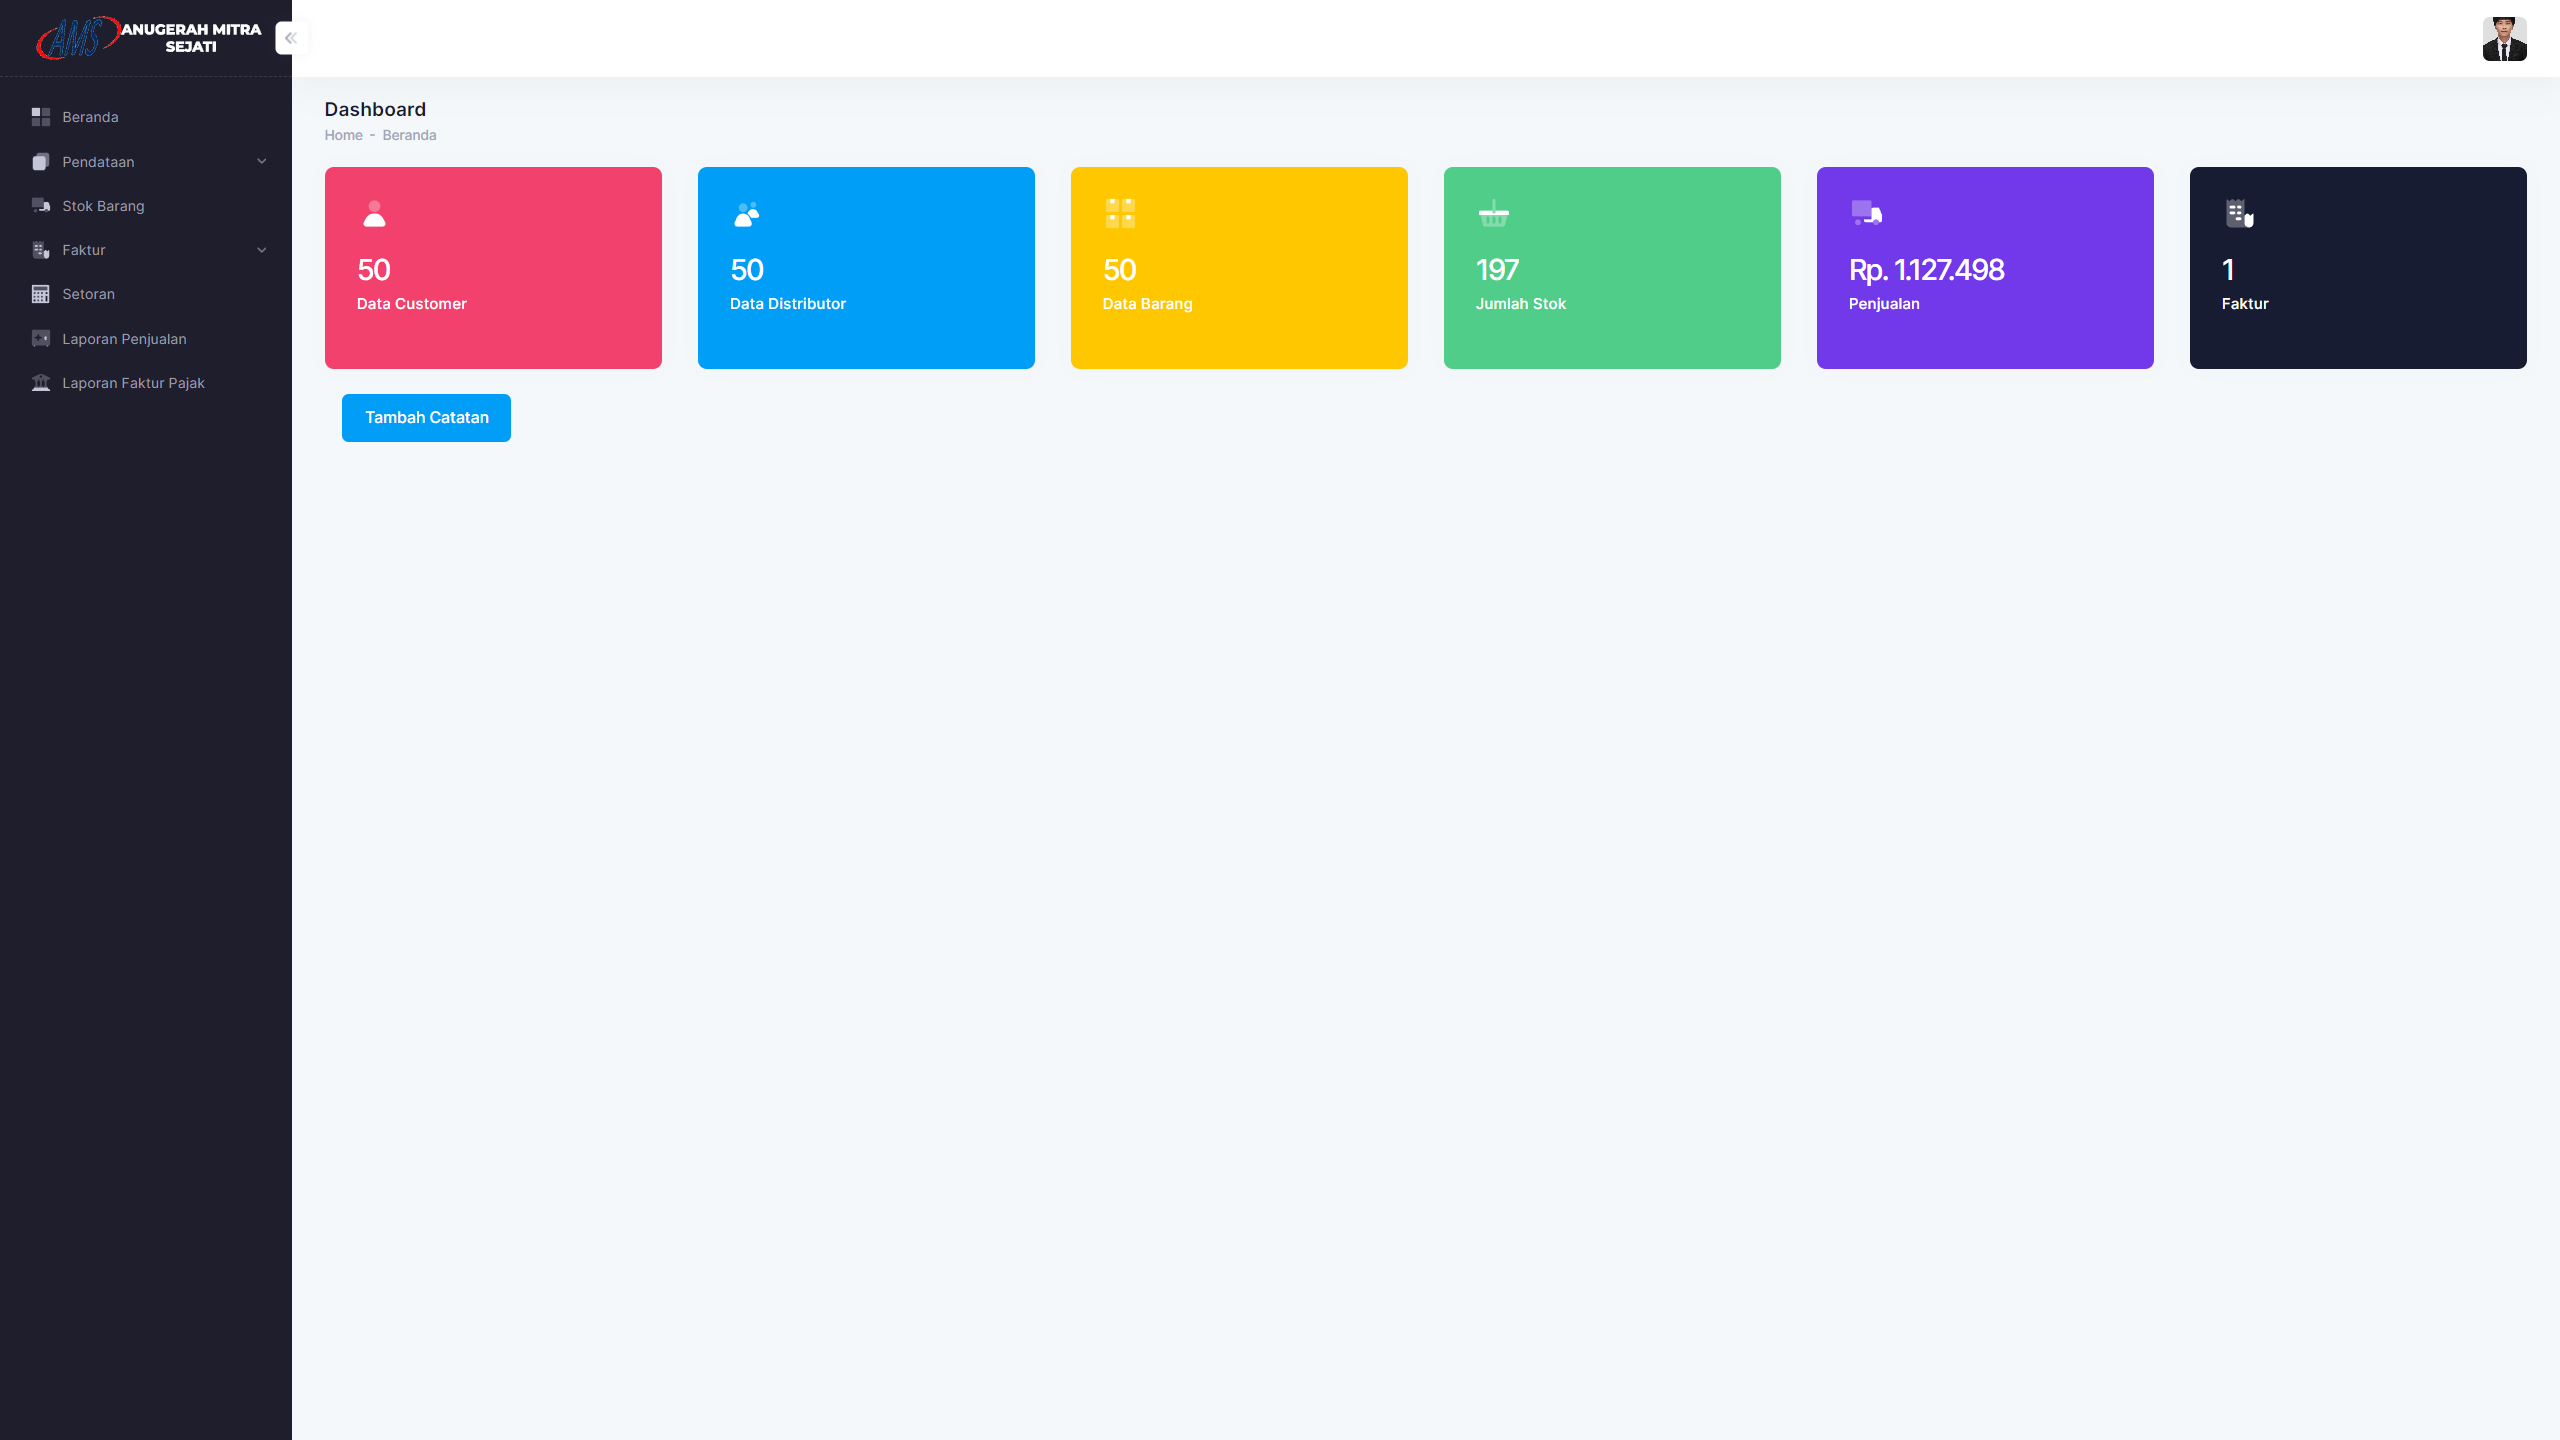 AMS ANUGERAH MITRA
SEJATI
Beranda
Pendataan
Stok Barang
Faktur
Setoran
Laporan Penjualan
Laporan Faktur Pajak
Dashboard
Home - Beranda
50
Data Customer
50
Data Distributor
50
Data Barang
197
Jumlah Stok
Rp. 1.127.498
Penjualan
1
Faktur
Tambah Catatan